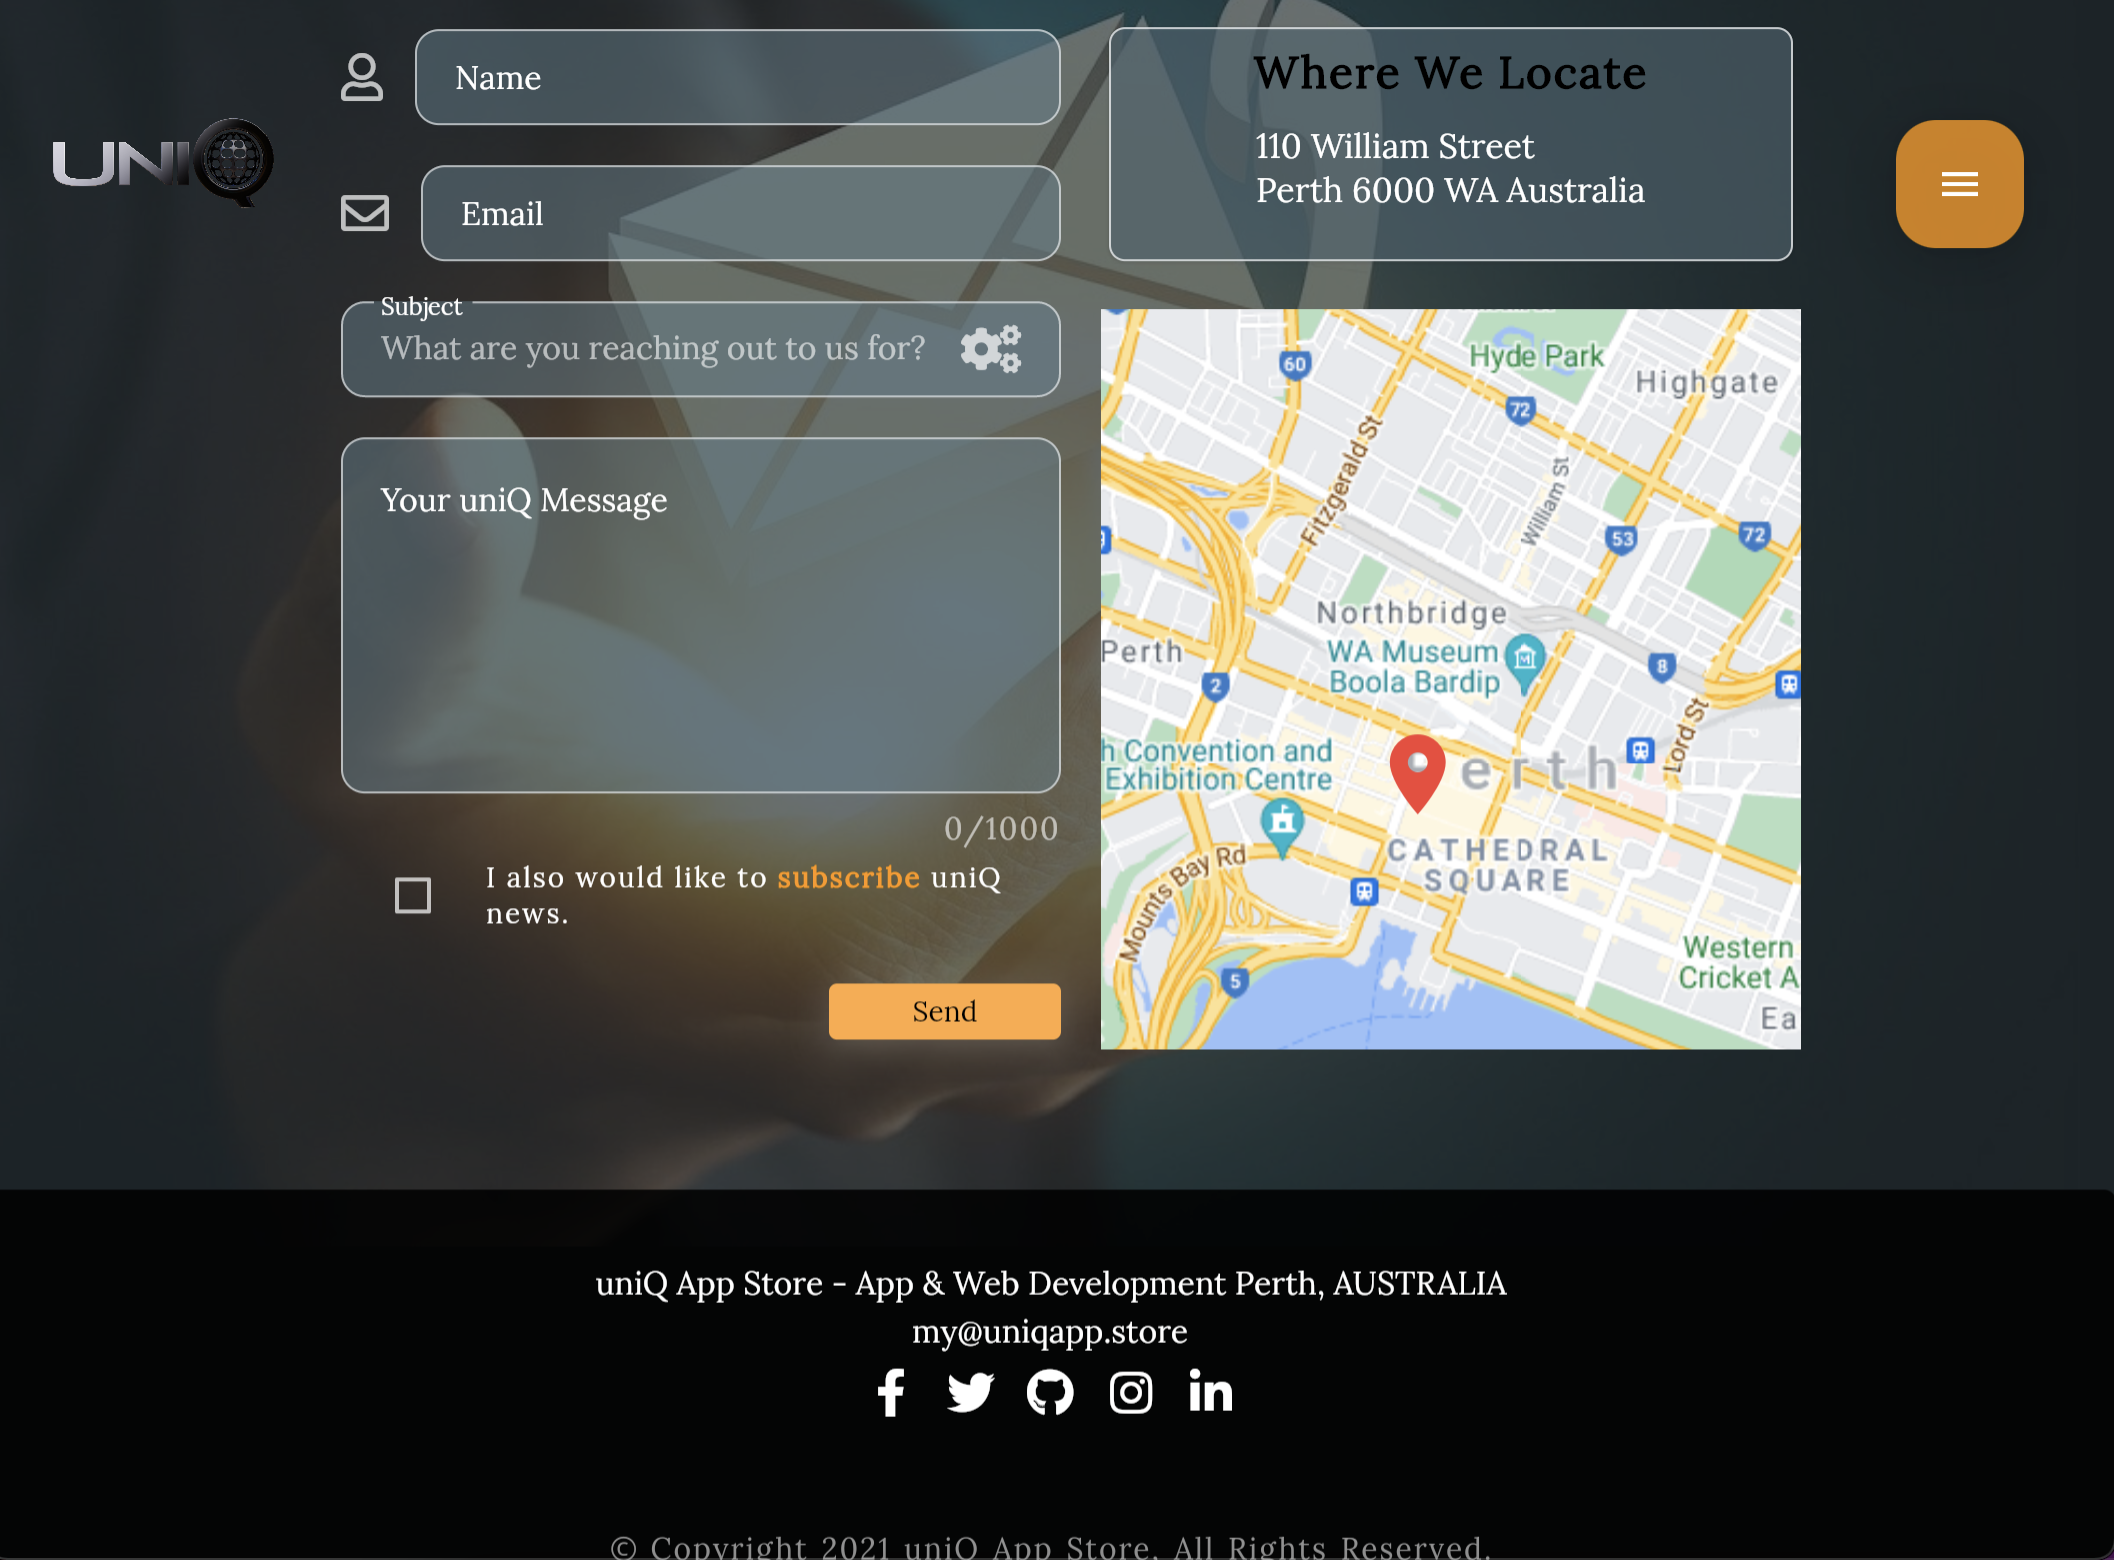 UNIQ
Name
Email
Subject
What are you reaching out to us for?
Your uniQ Message
0/1000
I also would like to subscribe uniQ
news.
Send
Where We Locate
110 William Street
Perth 6000 WA Australia
Hyde Park
Highgate
60
72
Fitzgerald St
William St
53
72
Northbridge
WA Museum
Boola Bardip
Perth
2
8
Lord St
h Convention and
Exhibition Centre
erth
CATHEDRAL
SQUARE
Mounts Bay Rd
5
Western
Cricket A
Ea
uniQ App Store - App & Web Development Perth, AUSTRALIA
my@uniqapp.store
© Copyright 2021 uniQ App Store, All Rights Reserved.